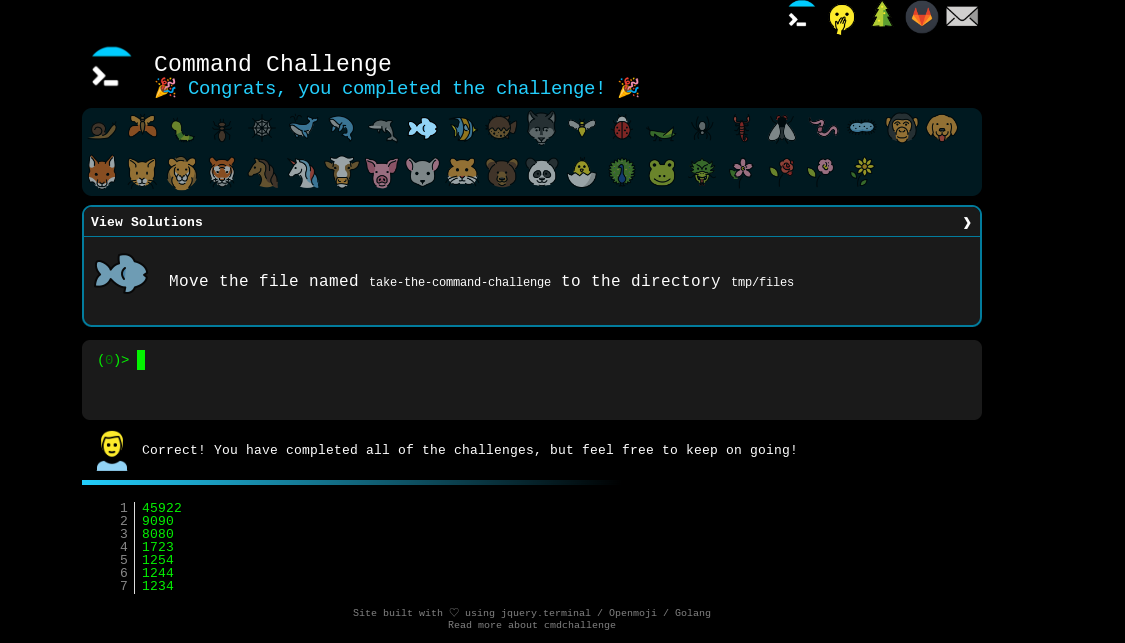 Command Challenge
🎉 Congrats, you completed the challenge! 🎉
View Solutions ❯
Move the file named take-the-command-challenge to the directory tmp/files
(0)>
Correct! You have completed all of the challenges, but feel free to keep on going!
1 45922
2 9090
3 8080
4 1723
5 1254
6 1244
7 1234
Site built with ♡ using jquery.terminal / Openmoji / Golang
Read more about cmdchallenge